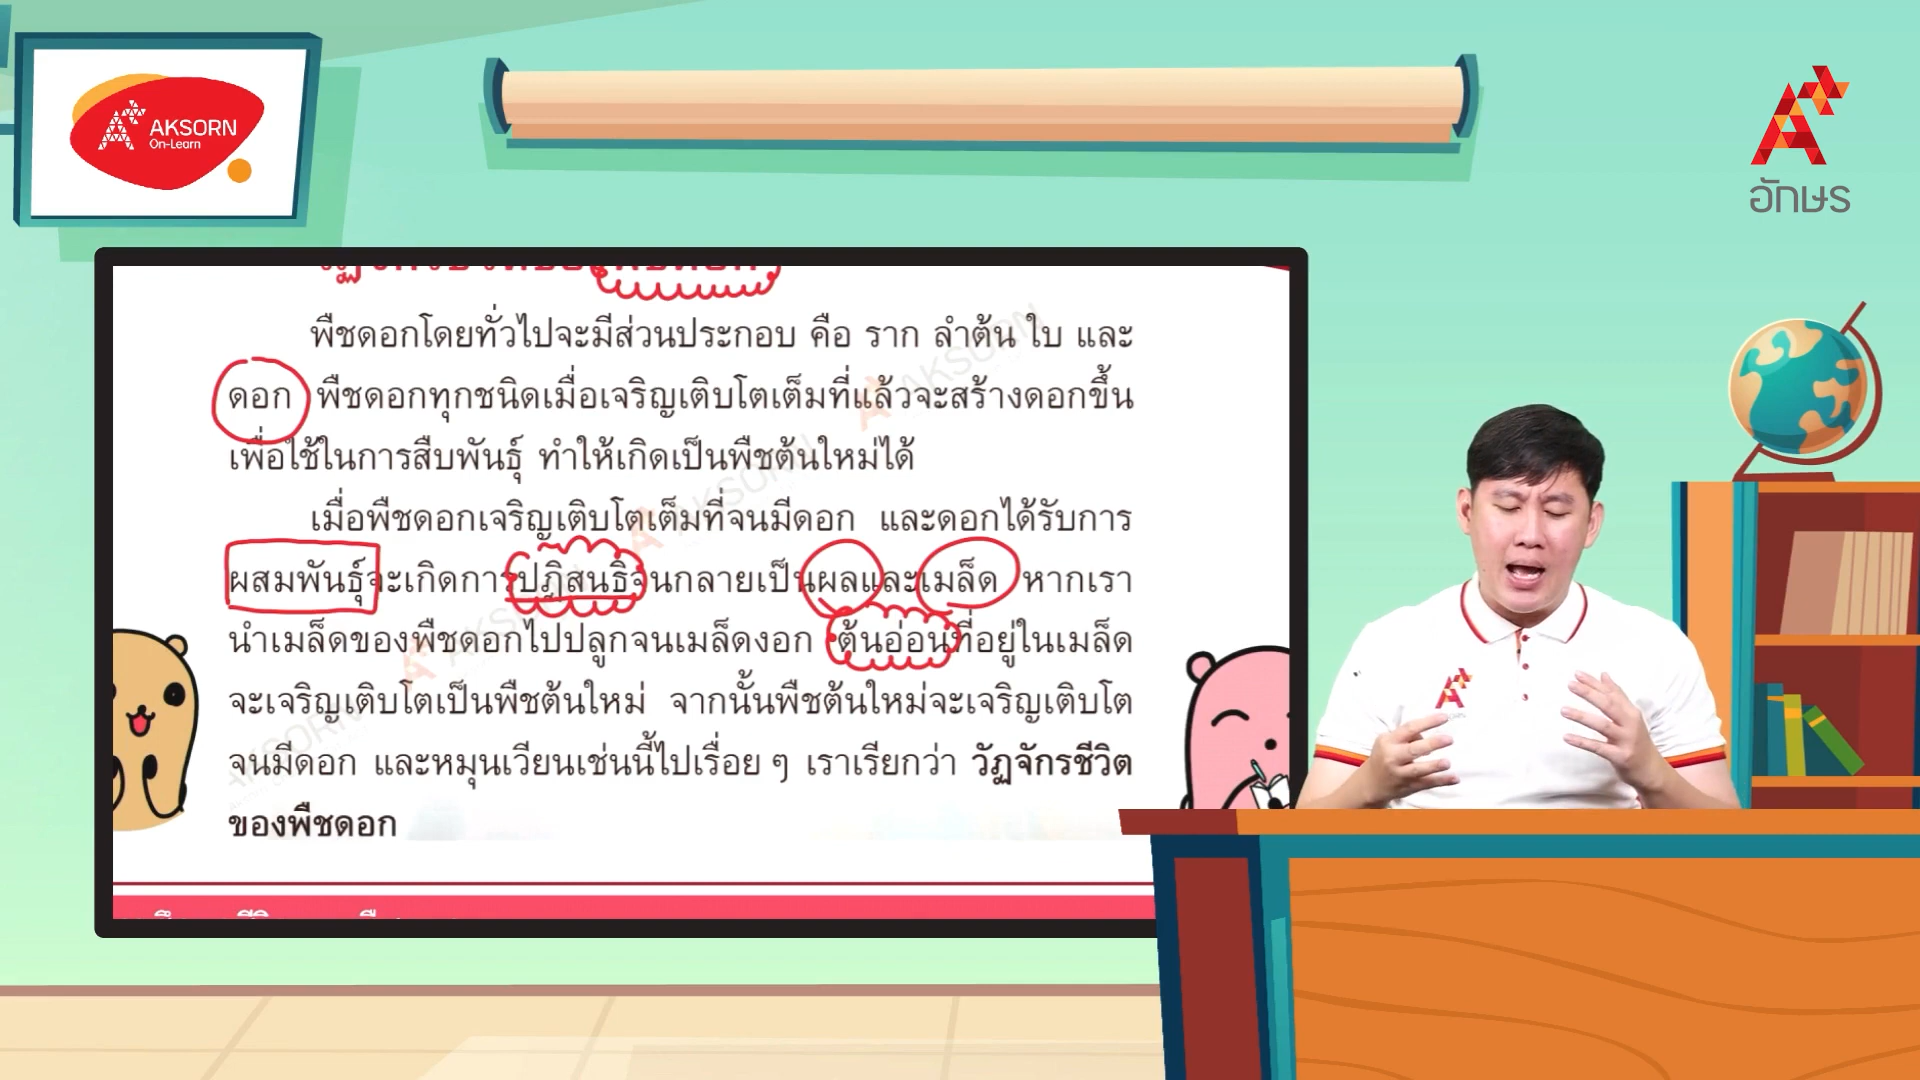 AKSORN
On-Learn
อักษร
พืชดอกโดยทั่วไปจะมีส่วนประกอบ คือ ราก ลำต้น ใบ และ
ดอก พืชดอกทุกชนิดเมื่อเจริญเติบโตเต็มที่แล้วจะสร้างดอกขึ้น
เพื่อใช้ในการสืบพันธุ์ ทำให้เกิดเป็นพืชต้นใหม่ได้
เมื่อพืชดอกเจริญเติบโตเต็มที่จนมีดอก และดอกได้รับการ
ผสมพันธุ์จะเกิดการปฏิสนธิจนกลายเป็นผลและเมล็ด หากเรา
นำเมล็ดของพืชดอกไปปลูกจนเมล็ดงอก ต้นอ่อนที่อยู่ในเมล็ด
จะเจริญเติบโตเป็นพืชต้นใหม่ จากนั้นพืชต้นใหม่จะเจริญเติบโต
จนมีดอก และหมุนเวียนเช่นนี้ไปเรื่อย ๆ เราเรียกว่า วัฏจักรชีวิต
ของพืชดอก